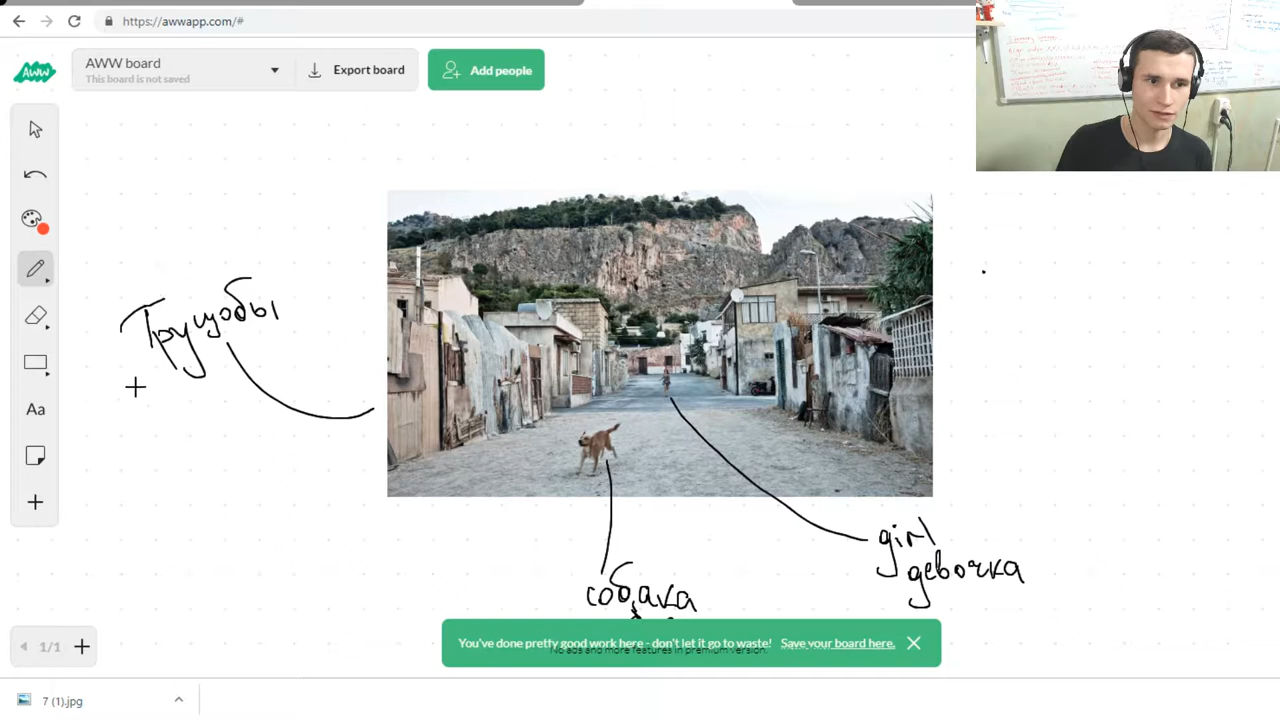 https://awwapp.com/#
AWW board
This board is not saved
Export board
Add people
AWW
Трущобы
Aa
girl
девочка
собака
You've done pretty good work here - don't let it go to waste! Save your board here.
No ads and more features in premium version.
1/1
7 (1).jpg